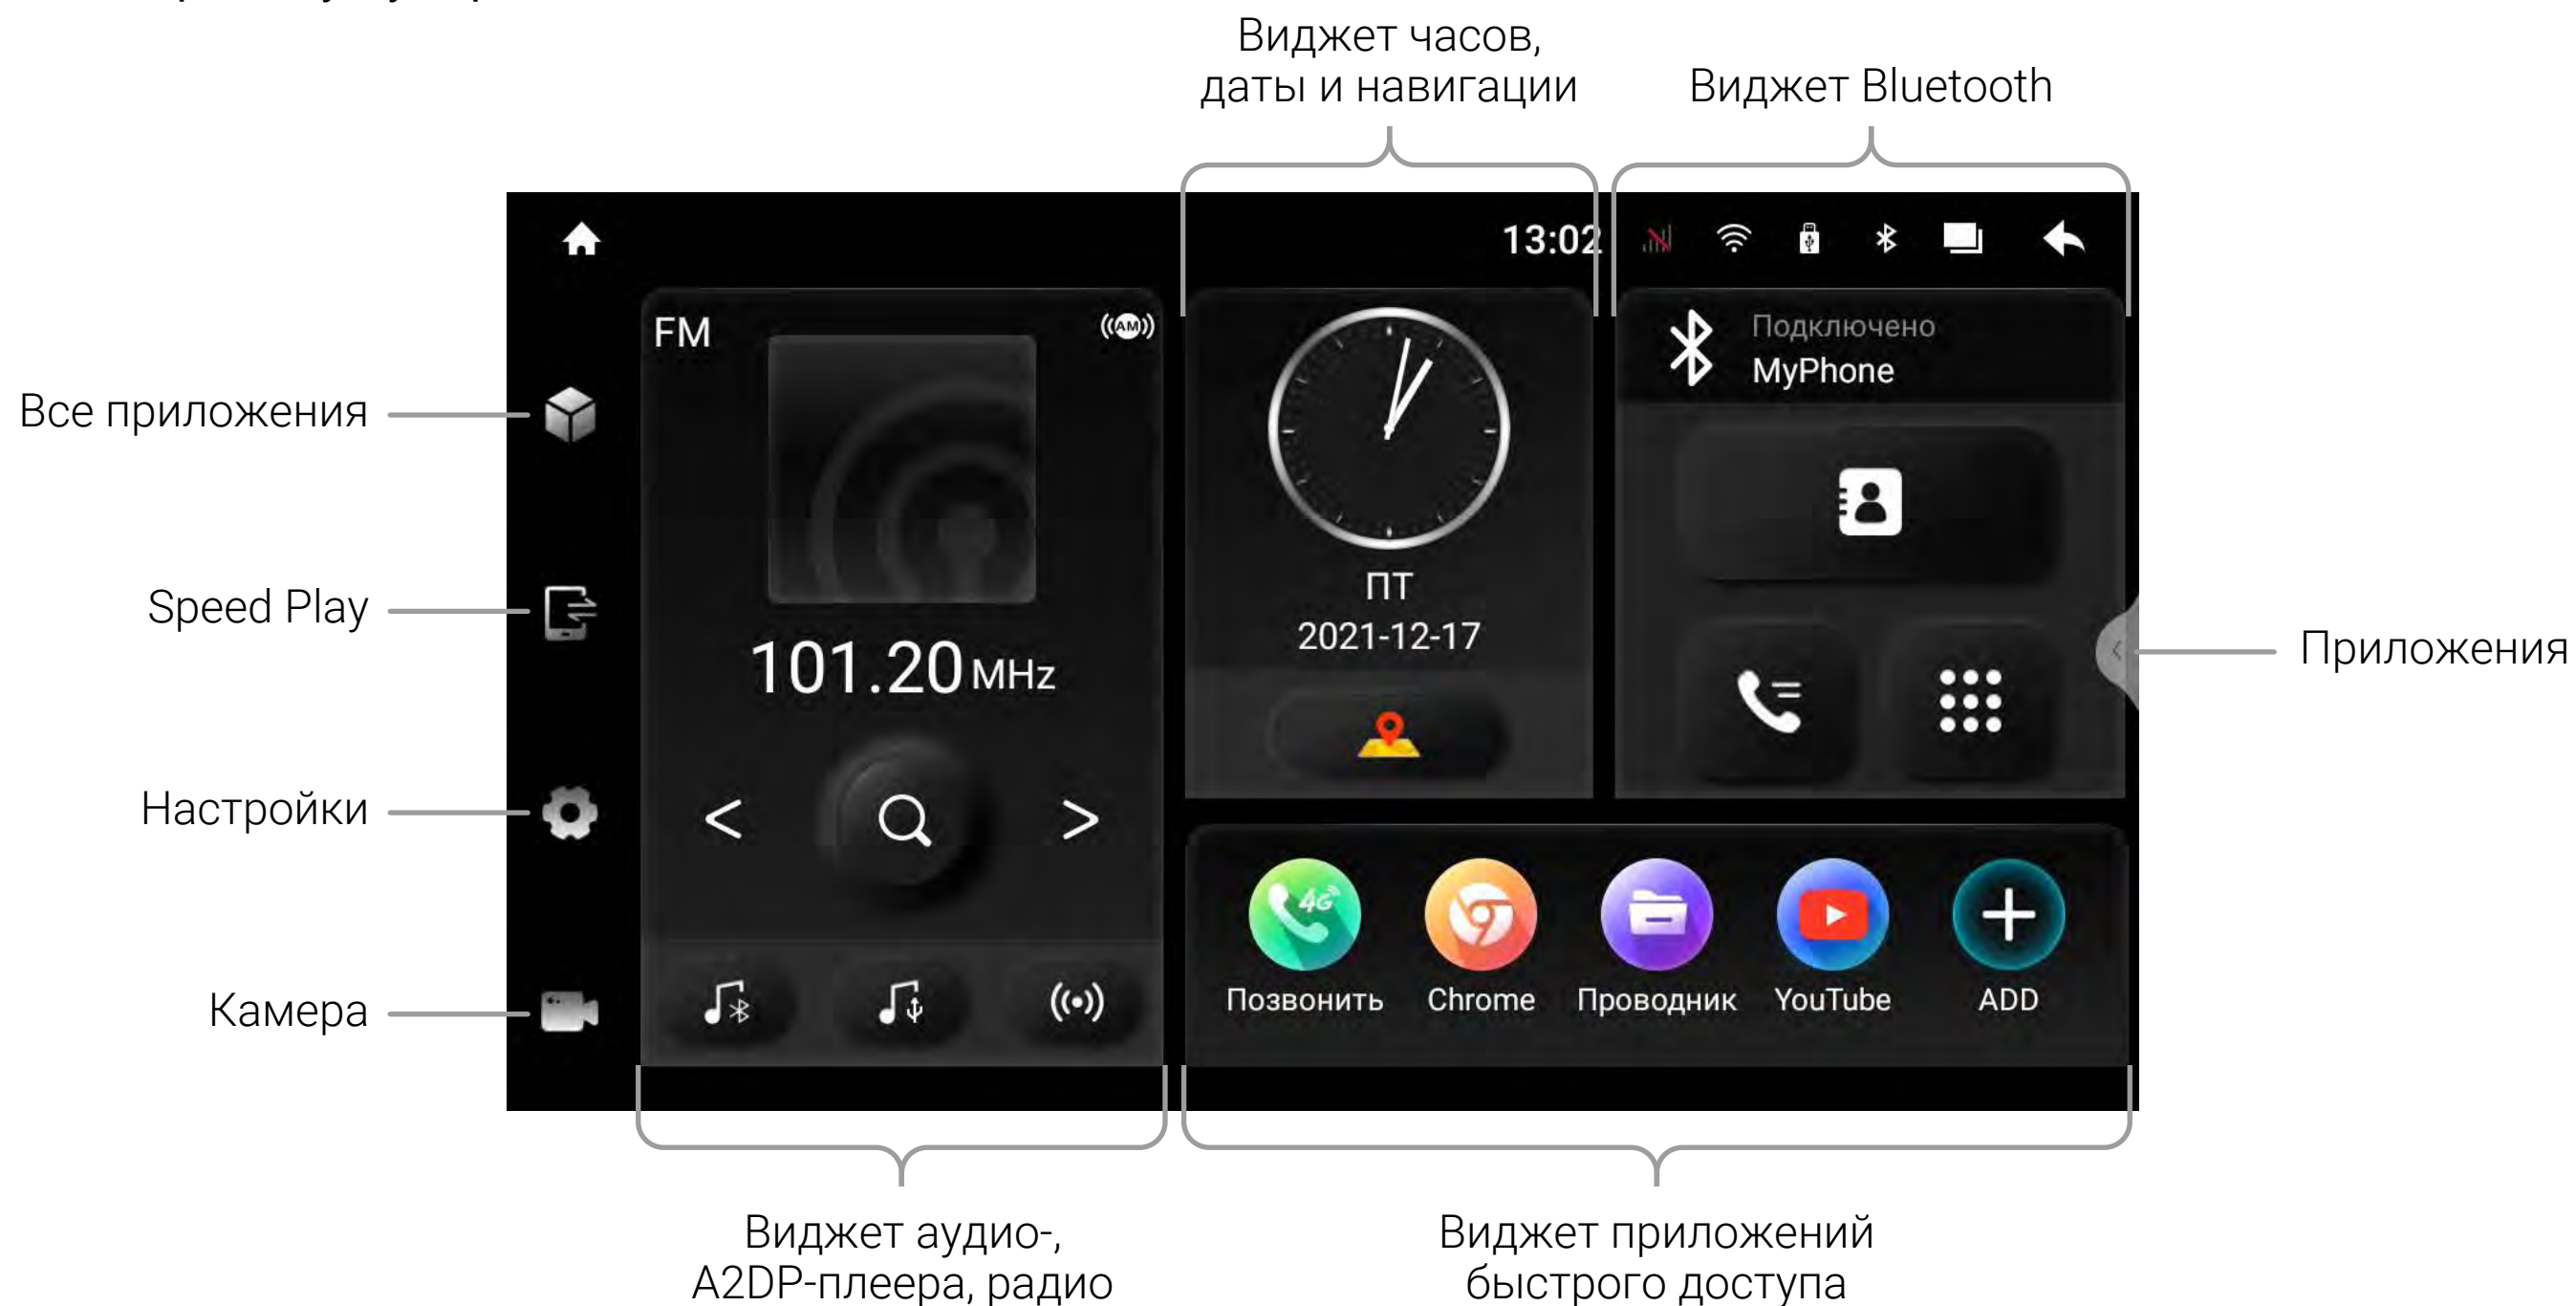 Виджет часов,
даты и навигации
Виджет Bluetooth
13:02
FM
AM
Подключено
MyPhone
Все приложения
Speed Play
ПТ
2021-12-17
Приложения
101.20 MHz
Настройки
< >
4G
Позвонить Chrome Проводник YouTube ADD
Камера
Виджет аудио-,
A2DP-плеера, радио
Виджет приложений
быстрого доступа